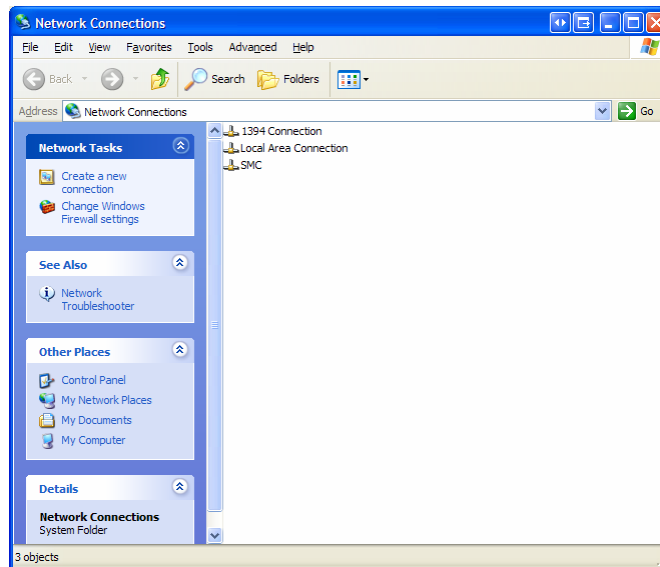 Network Connections
File Edit View Favorites Tools Advanced Help
Back Search Folders
Address Network Connections Go
Network Tasks
Create a new
connection
Change Windows
Firewall settings
See Also
Network
Troubleshooter
Other Places
Control Panel
My Network Places
My Documents
My Computer
Details
Network Connections
System Folder
1394 Connection
Local Area Connection
SMC
3 objects